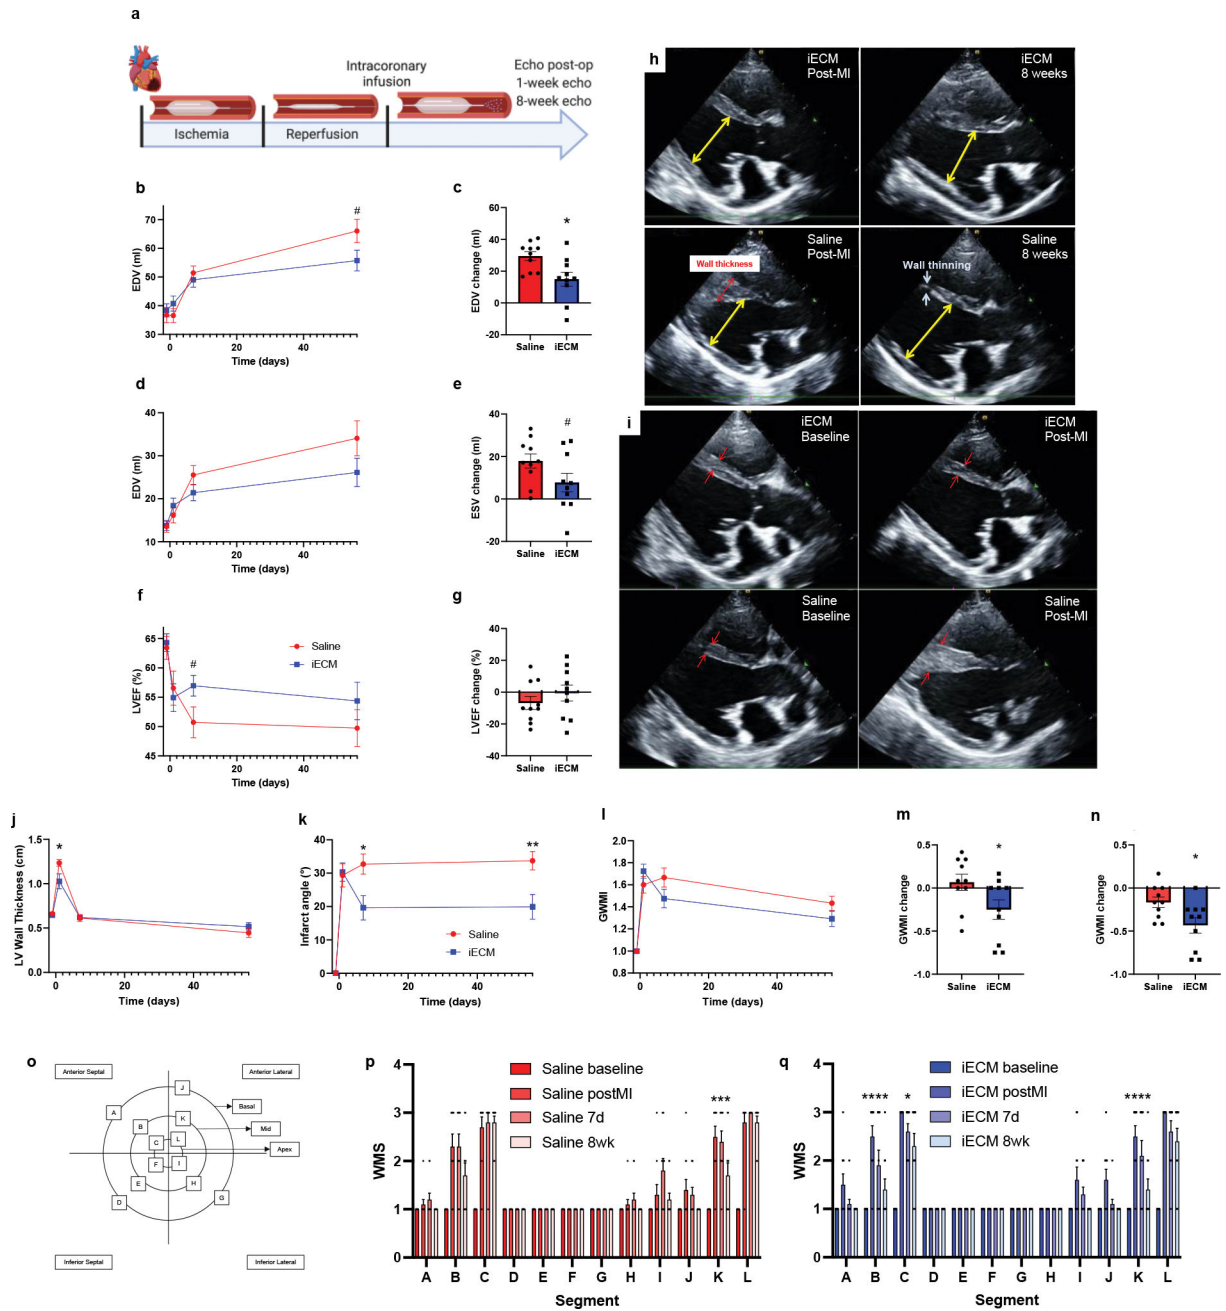 a
Intracoronary
infusion
Echo post-op
1-week echo
8-week echo
Ischemia
Reperfusion
b
EDV (ml)
70
60
50
40
30
#
0 20 40
Time (days)
c
EDV change (ml)
60
40
20
0
-20
*
Saline iECM
d
EDV (ml)
40
30
20
10
0 20 40
Time (days)
e
ESV change (ml)
40
20
0
-20
#
Saline iECM
f
LVEF (%)
65
60
55
50
45
#
Saline
iECM
0 20 40
Time (days)
g
LVEF change (%)
40
20
0
-20
-40
Saline iECM
h
iECM
Post-MI
iECM
8 weeks
Saline
Post-MI
Wall thickness
Saline
8 weeks
Wall thinning
i
iECM
Baseline
iECM
Post-MI
Saline
Baseline
Saline
Post-MI
j
LV Wall Thickness (cm)
1.5
1.0
0.5
0.0
*
0 20 40
Time (days)
k
Infarct angle (°)
40
30
20
10
0
*
**
Saline
iECM
0 20 40
Time (days)
l
GWMI
2.0
1.8
1.6
1.4
1.2
1.0
0.8
0 20 40
Time (days)
m
GWMI change
0.5
0.0
-0.5
-1.0
*
Saline iECM
n
GWMI change
0.5
0.0
-0.5
-1.0
*
Saline iECM
o
Anterior Septal
Anterior Lateral
J
A
Basal
K
B
Mid
L
C
Apex
F
I
E
H
D
G
Inferior Septal
Inferior Lateral
p
WMS
4
3
2
1
0
Saline baseline
Saline postMI
Saline 7d
Saline 8wk
***
A B C D E F G H I J K L
Segment
q
WMS
4
3
2
1
0
iECM baseline
iECM postMI
iECM 7d
iECM 8wk
****
*
****
A B C D E F G H I J K L
Segment